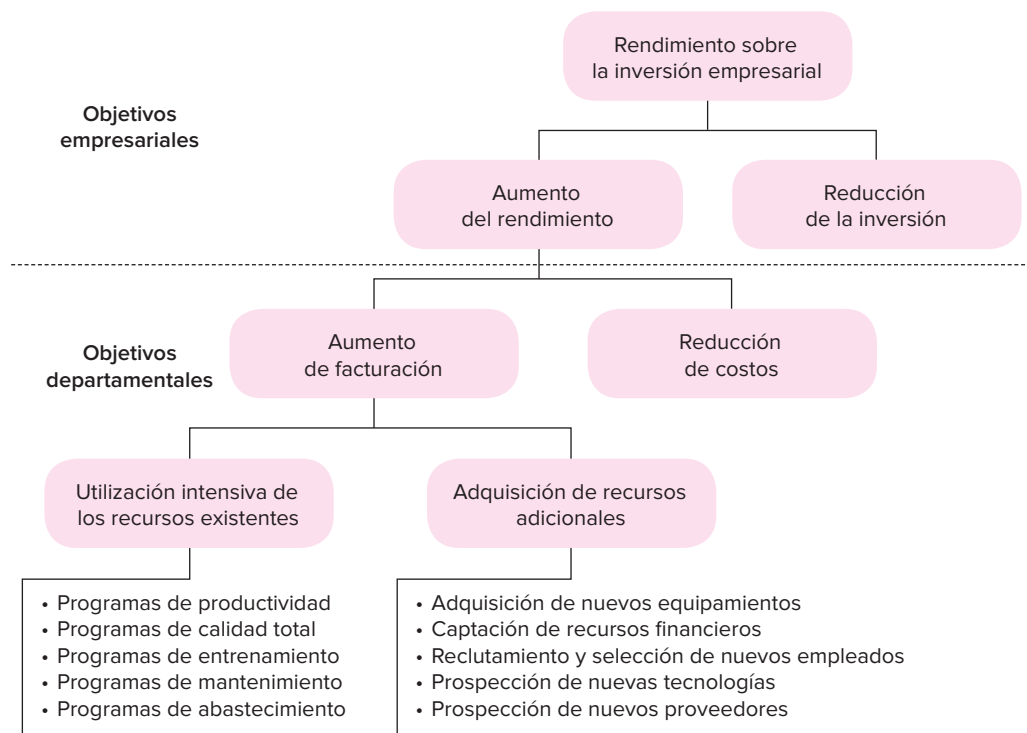 Rendimiento sobre
la inversión empresarial
Objetivos
empresariales
Aumento
del rendimiento
Reducción
de la inversión
Objetivos
departamentales
Aumento
de facturación
Reducción
de costos
Utilización intensiva de
los recursos existentes
Adquisición de recursos
adicionales
• Programas de productividad
• Programas de calidad total
• Programas de entrenamiento
• Programas de mantenimiento
• Programas de abastecimiento
• Adquisición de nuevos equipamientos
• Captación de recursos financieros
• Reclutamiento y selección de nuevos empleados
• Prospección de nuevas tecnologías
• Prospección de nuevos proveedores